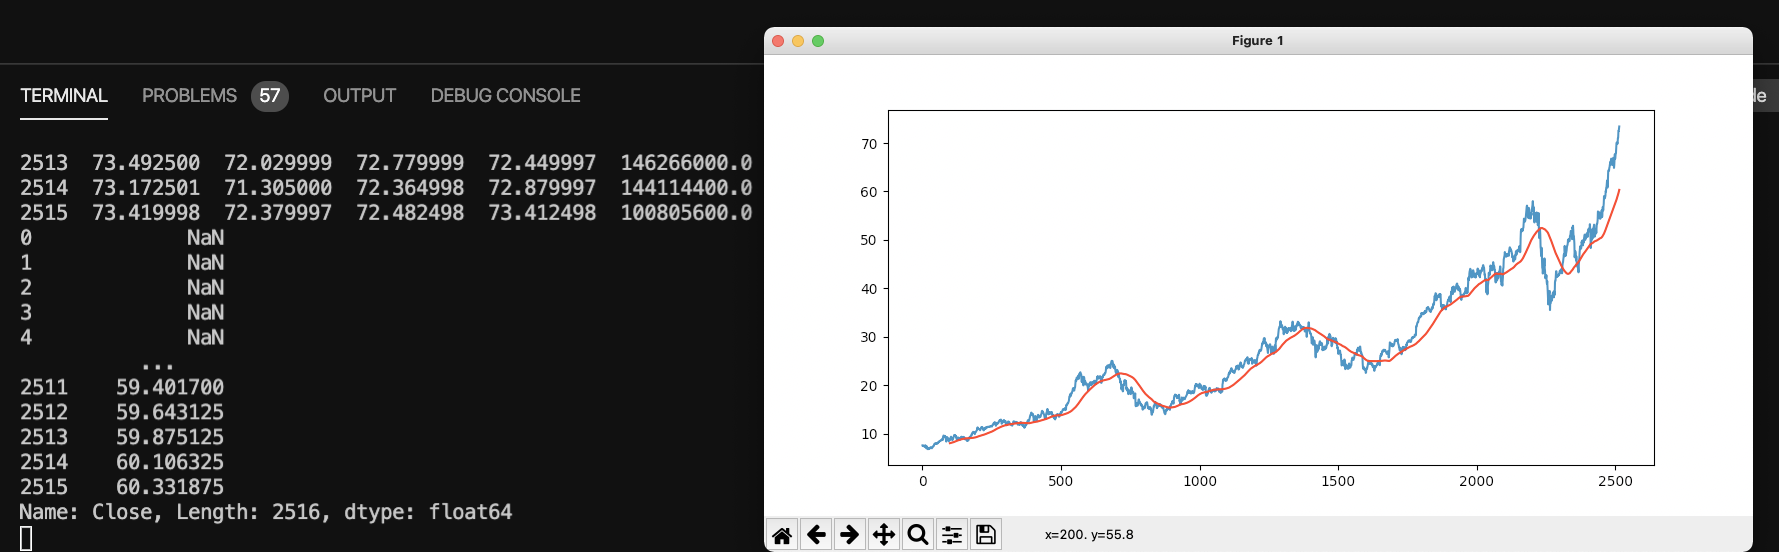 TERMINAL PROBLEMS 57 OUTPUT DEBUG CONSOLE
2513 73.492500 72.029999 72.779999 72.449997 146266000.0
2514 73.172501 71.305000 72.364998 72.879997 144114400.0
2515 73.419998 72.379997 72.482498 73.412498 100805600.0
0 NaN
1 NaN
2 NaN
3 NaN
4 NaN
...
2511 59.401700
2512 59.643125
2513 59.875125
2514 60.106325
2515 60.331875
Name: Close, Length: 2516, dtype: float64
Figure 1
70
60
50
40
30
20
10
0 500 1000 1500 2000 2500
x=200. y=55.8
de